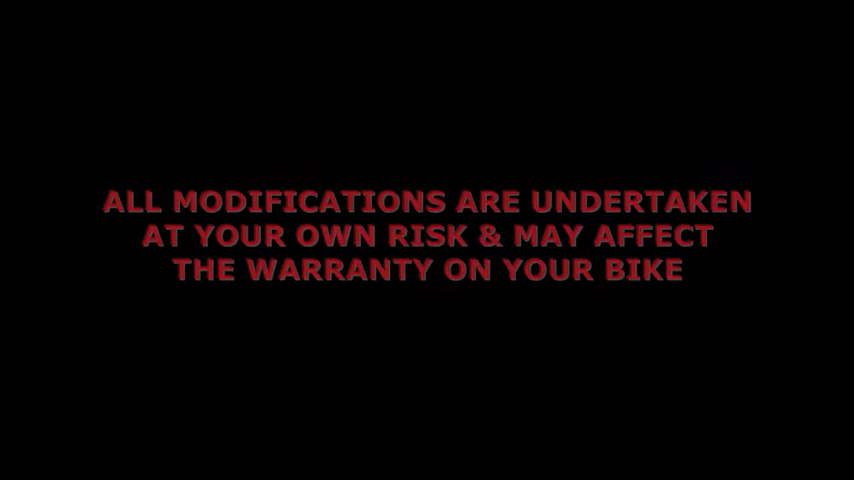 ALL MODIFICATIONS ARE UNDERTAKEN
AT YOUR OWN RISK & MAY AFFECT
THE WARRANTY ON YOUR BIKE